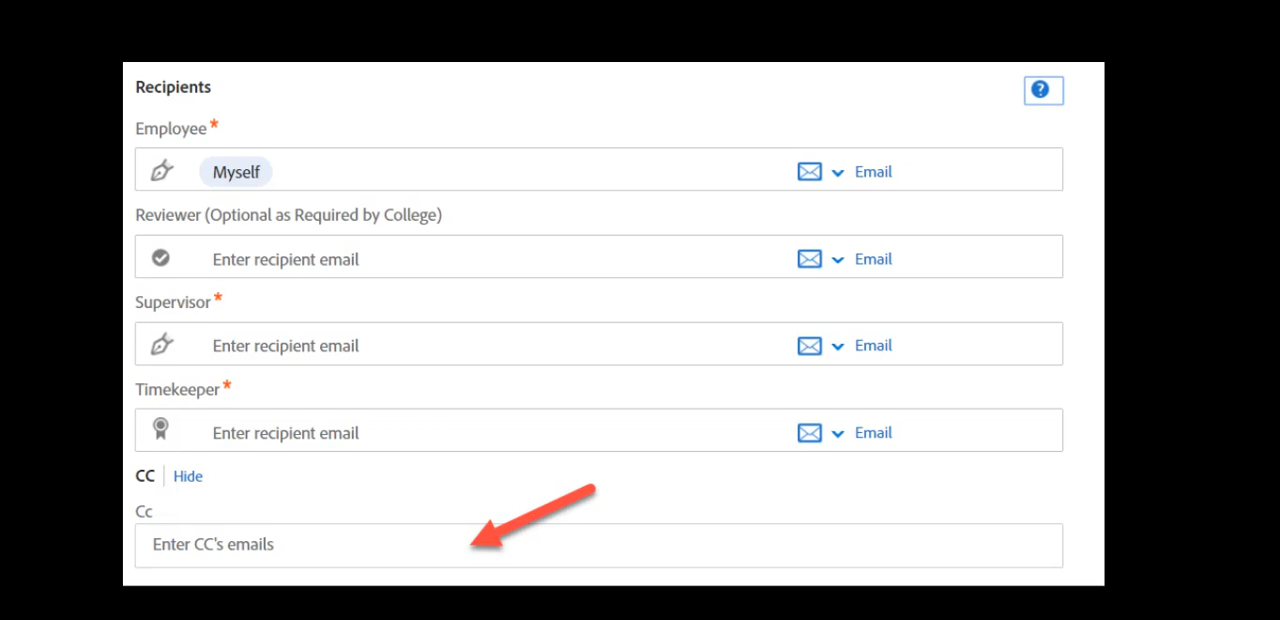 Recipients
?
Employee*
Myself
Email
Reviewer (Optional as Required by College)
Enter recipient email
Email
Supervisor*
Enter recipient email
Email
Timekeeper*
Enter recipient email
Email
CC | Hide
Cc
Enter CC's emails